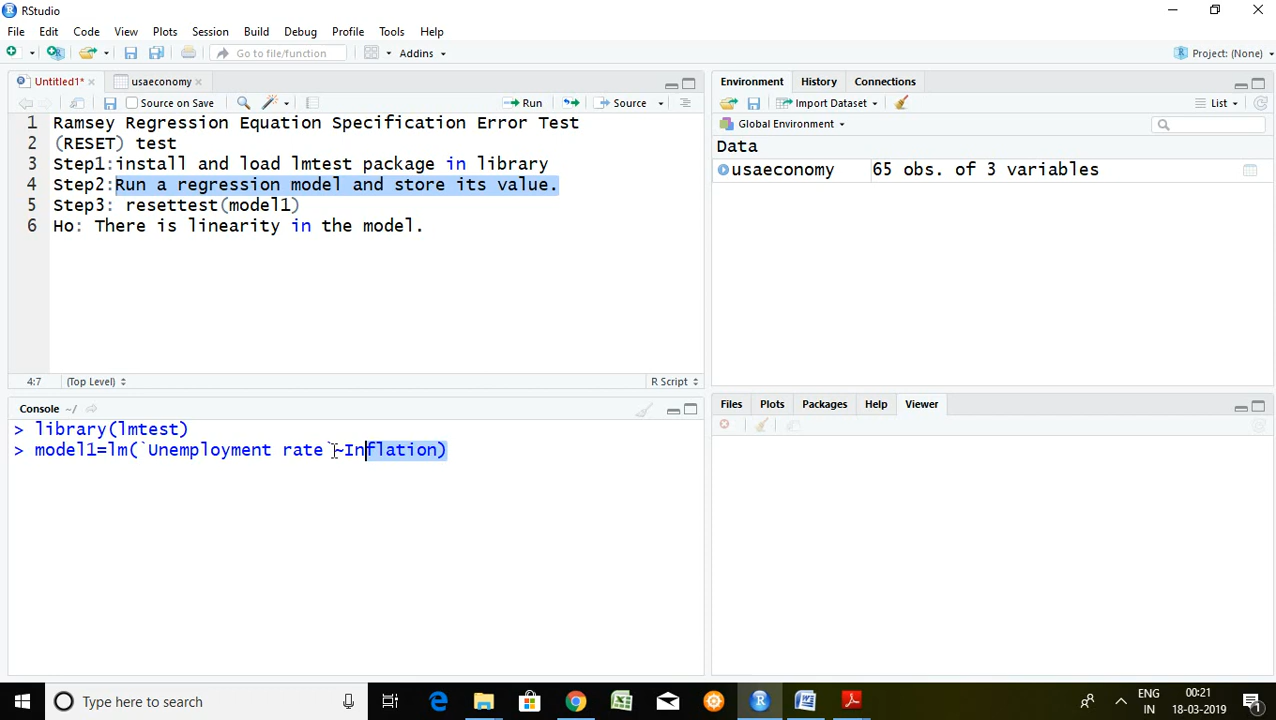 RStudio
File Edit Code View Plots Session Build Debug Profile Tools Help
Go to file/function Addins Project: (None)
Untitled1* usaeconomy
Source on Save Run Source
1 Ramsey Regression Equation Specification Error Test
2 (RESET) test
3 Step1:install and load lmtest package in library
4 Step2:Run a regression model and store its value.
5 Step3: resettest(model1)
6 Ho: There is linearity in the model.
4:7 (Top Level) R Script
Console ~/
> library(lmtest)
> model1=lm(`Unemployment rate`~Inflation)
Environment History Connections
Import Dataset List
Global Environment
Data
usaeconomy 65 obs. of 3 variables
Files Plots Packages Help Viewer
Type here to search
ENG
IN
00:21
18-03-2019
1